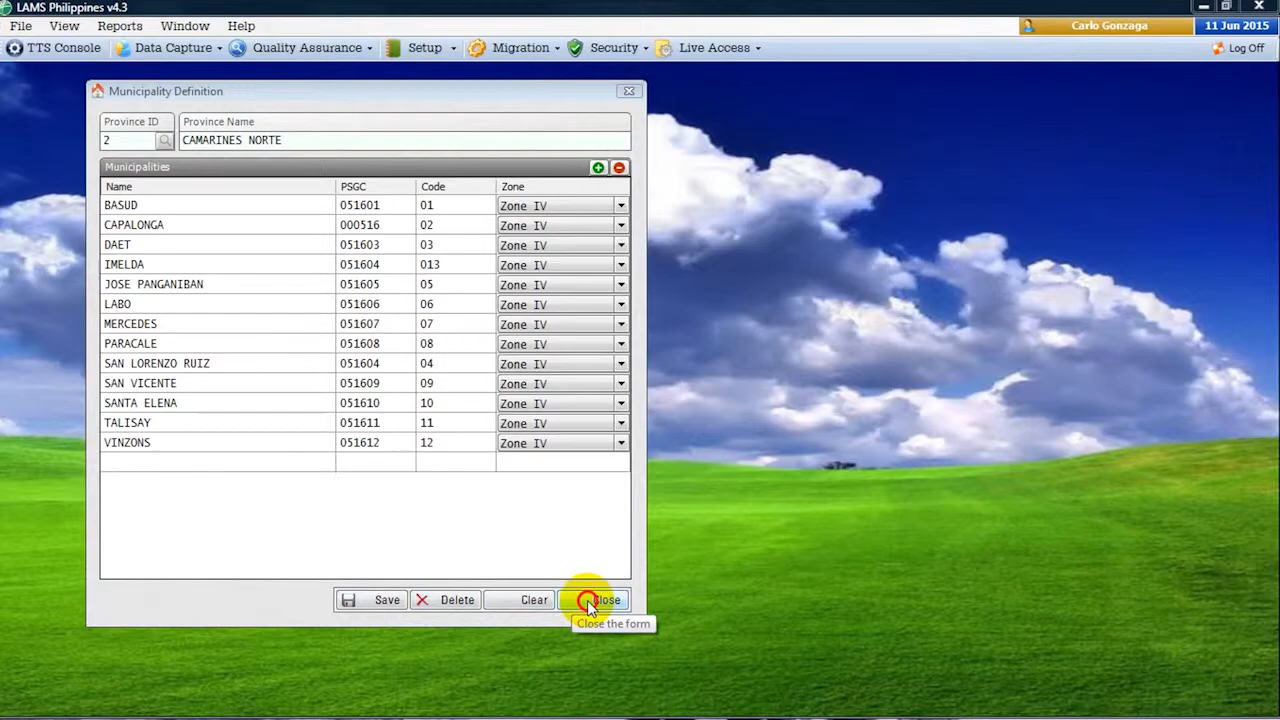 LAMS Philippines v4.3
File View Reports Window Help
Carlo Gonzaga 11 Jun 2015
TTS Console Data Capture Quality Assurance Setup Migration Security Live Access Log Off
Municipality Definition
Province ID Province Name
2 CAMARINES NORTE
Municipalities
Name PSGC Code Zone
BASUD 051601 01 Zone IV
CAPALONGA 000516 02 Zone IV
DAET 051603 03 Zone IV
IMELDA 051604 013 Zone IV
JOSE PANGANIBAN 051605 05 Zone IV
LABO 051606 06 Zone IV
MERCEDES 051607 07 Zone IV
PARACALE 051608 08 Zone IV
SAN LORENZO RUIZ 051604 04 Zone IV
SAN VICENTE 051609 09 Zone IV
SANTA ELENA 051610 10 Zone IV
TALISAY 051611 11 Zone IV
VINZONS 051612 12 Zone IV
Save Delete Clear Close
Close the form